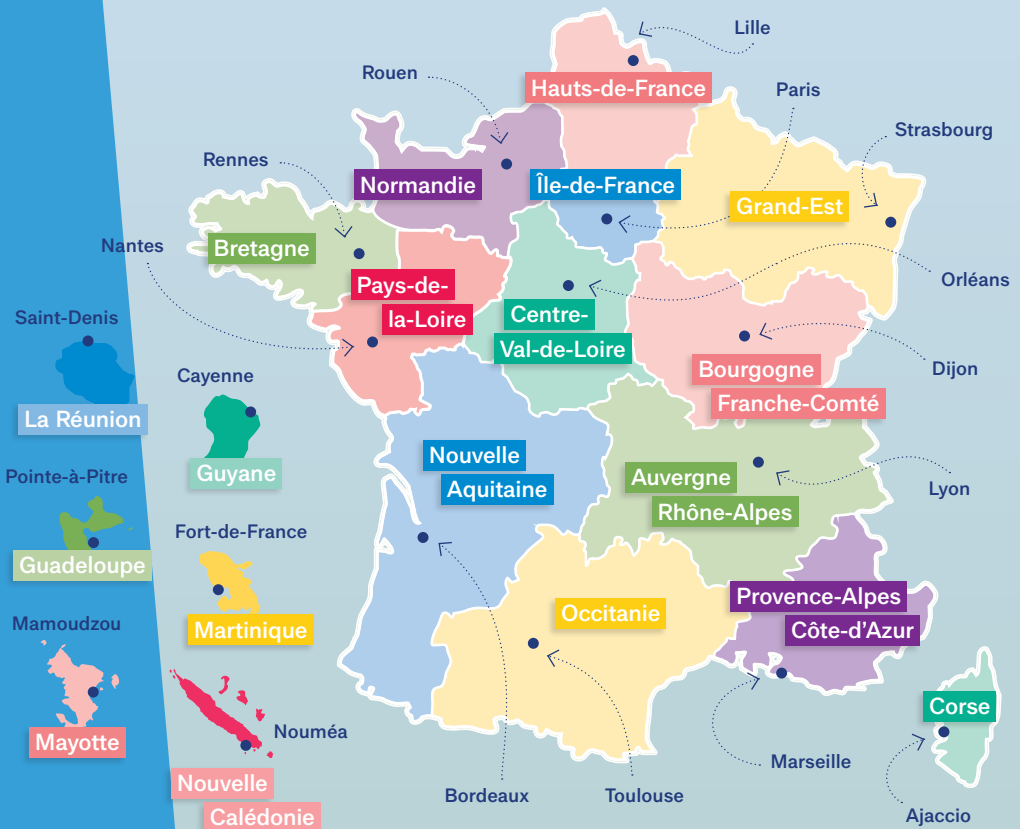 Lille
Rouen
Hauts-de-France
Paris
Strasbourg
Rennes
Normandie
Île-de-France
Grand-Est
Nantes
Bretagne
Orléans
Pays-de-
la-Loire
Centre-
Val-de-Loire
Saint-Denis
La Réunion
Cayenne
Guyane
Bourgogne
Franche-Comté
Dijon
Nouvelle
Aquitaine
Auvergne
Rhône-Alpes
Lyon
Pointe-à-Pitre
Guadeloupe
Fort-de-France
Martinique
Occitanie
Provence-Alpes
Côte-d'Azur
Mamoudzou
Mayotte
Nouméa
Nouvelle
Calédonie
Corse
Marseille
Bordeaux
Toulouse
Ajaccio